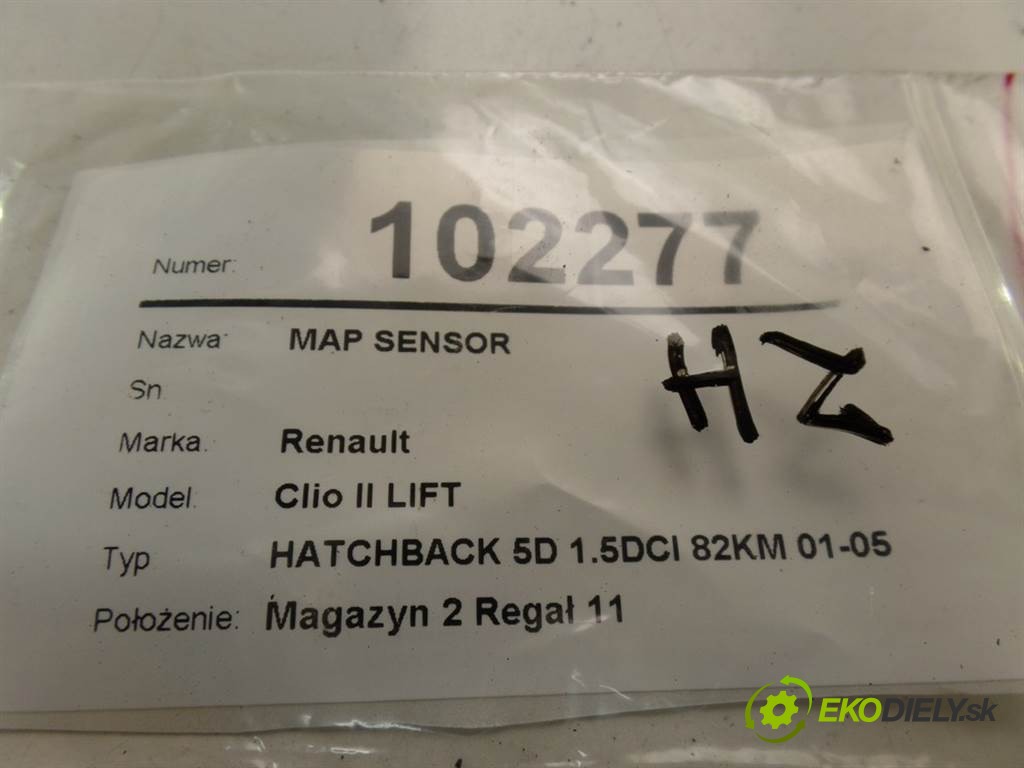 Numer: 102277
Nazwa: MAP SENSOR
Sn
Marka: Renault
Model: Clio II LIFT
Typ HATCHBACK 5D 1.5DCI 82KM 01-05
Położenie: Magazyn 2 Regał 11
HZ
EKODIELY.sk